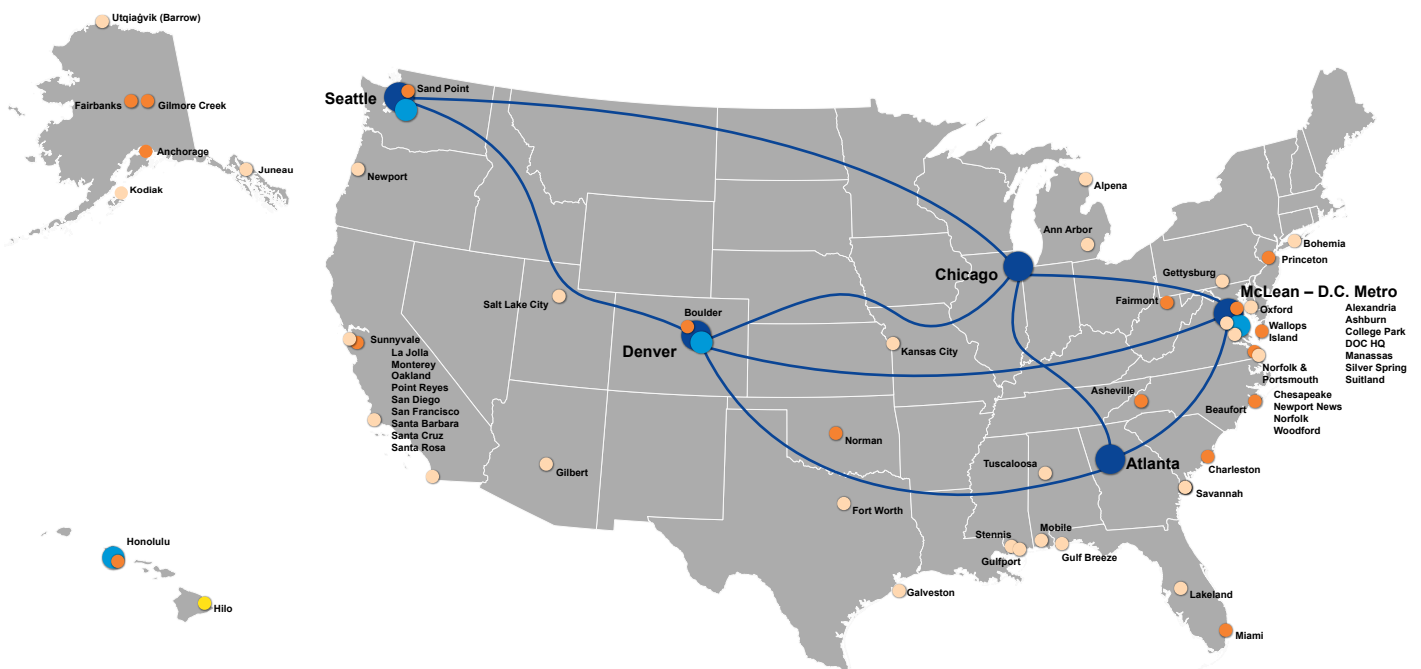 Utqiaġvik (Barrow)
Fairbanks
Gilmore Creek
Anchorage
Juneau
Kodiak
Honolulu
Hilo
Seattle
Sand Point
Newport
Salt Lake City
Boulder
Denver
Sunnyvale
La Jolla
Monterey
Oakland
Point Reyes
San Diego
San Francisco
Santa Barbara
Santa Cruz
Santa Rosa
Gilbert
Kansas City
Norman
Fort Worth
Galveston
Alpena
Ann Arbor
Chicago
Bohemia
Princeton
Gettysburg
Fairmont
McLean – D.C. Metro
Oxford
Wallops
Island
Alexandria
Ashburn
College Park
DOC HQ
Manassas
Silver Spring
Suitland
Norfolk &
Portsmouth
Chesapeake
Newport News
Norfolk
Woodford
Asheville
Beaufort
Tuscaloosa
Atlanta
Charleston
Savannah
Stennis
Gulfport
Mobile
Gulf Breeze
Lakeland
Miami